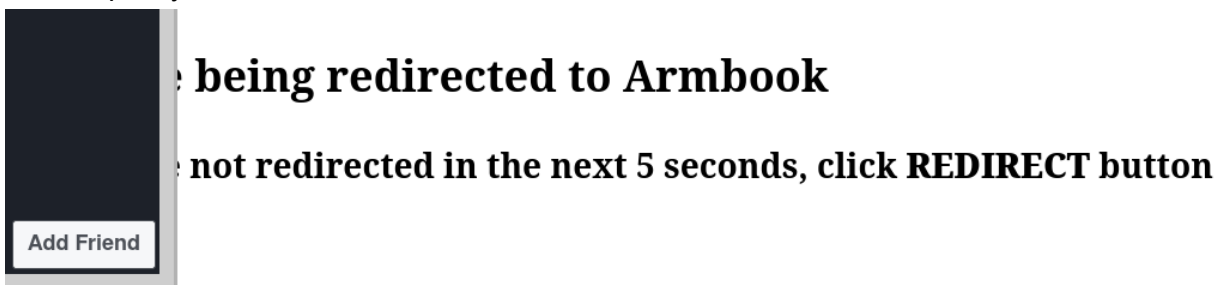 being redirected to Armbook
not redirected in the next 5 seconds, click REDIRECT button
Add Friend